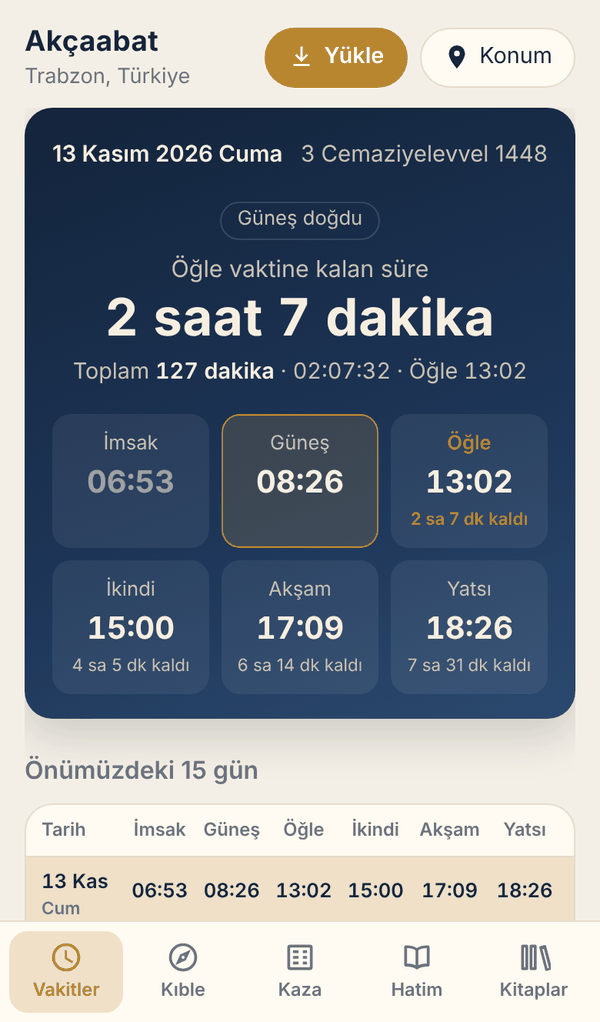 Akçaabat
Trabzon, Türkiye
Yükle
Konum
13 Kasım 2026 Cuma 3 Cemaziyelevvel 1448
Güneş doğdu
Öğle vaktine kalan süre
2 saat 7 dakika
Toplam 127 dakika · 02:07:32 · Öğle 13:02
İmsak
06:53
Güneş
08:26
Öğle
13:02
2 sa 7 dk kaldı
İkindi
15:00
4 sa 5 dk kaldı
Akşam
17:09
6 sa 14 dk kaldı
Yatsı
18:26
7 sa 31 dk kaldı
Önümüzdeki 15 gün
Tarih İmsak Güneş Öğle İkindi Akşam Yatsı
13 Kas 06:53 08:26 13:02 15:00 17:09 18:26
Cum
Vakitler Kıble Kaza Hatim Kitaplar